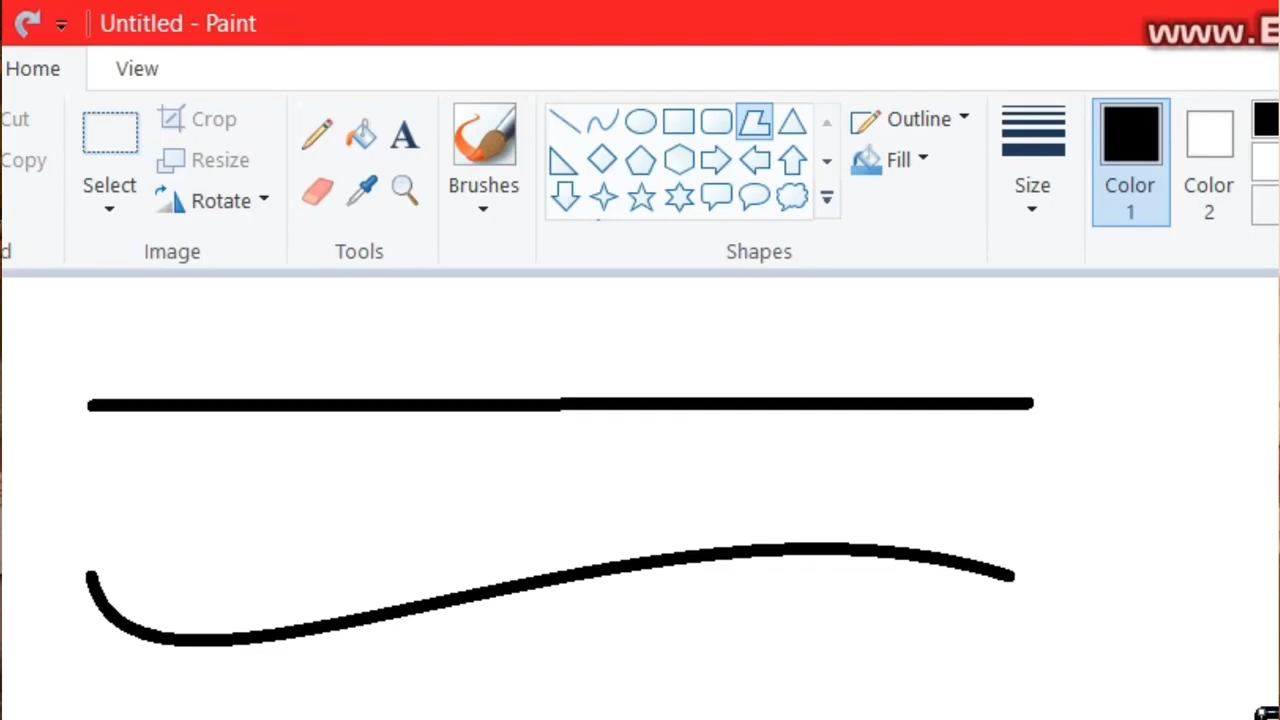 Untitled - Paint
www.E
Home View
Cut
Copy
Select
Crop
Resize
Rotate
A
Brushes
Outline
Fill
Size
Color 1
Color 2
d
Image
Tools
Shapes